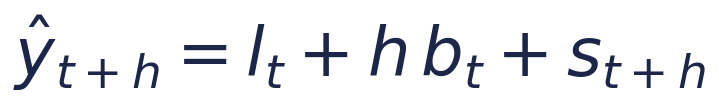 ŷ_{t+h} = l_t + h b_t + s_{t+h}